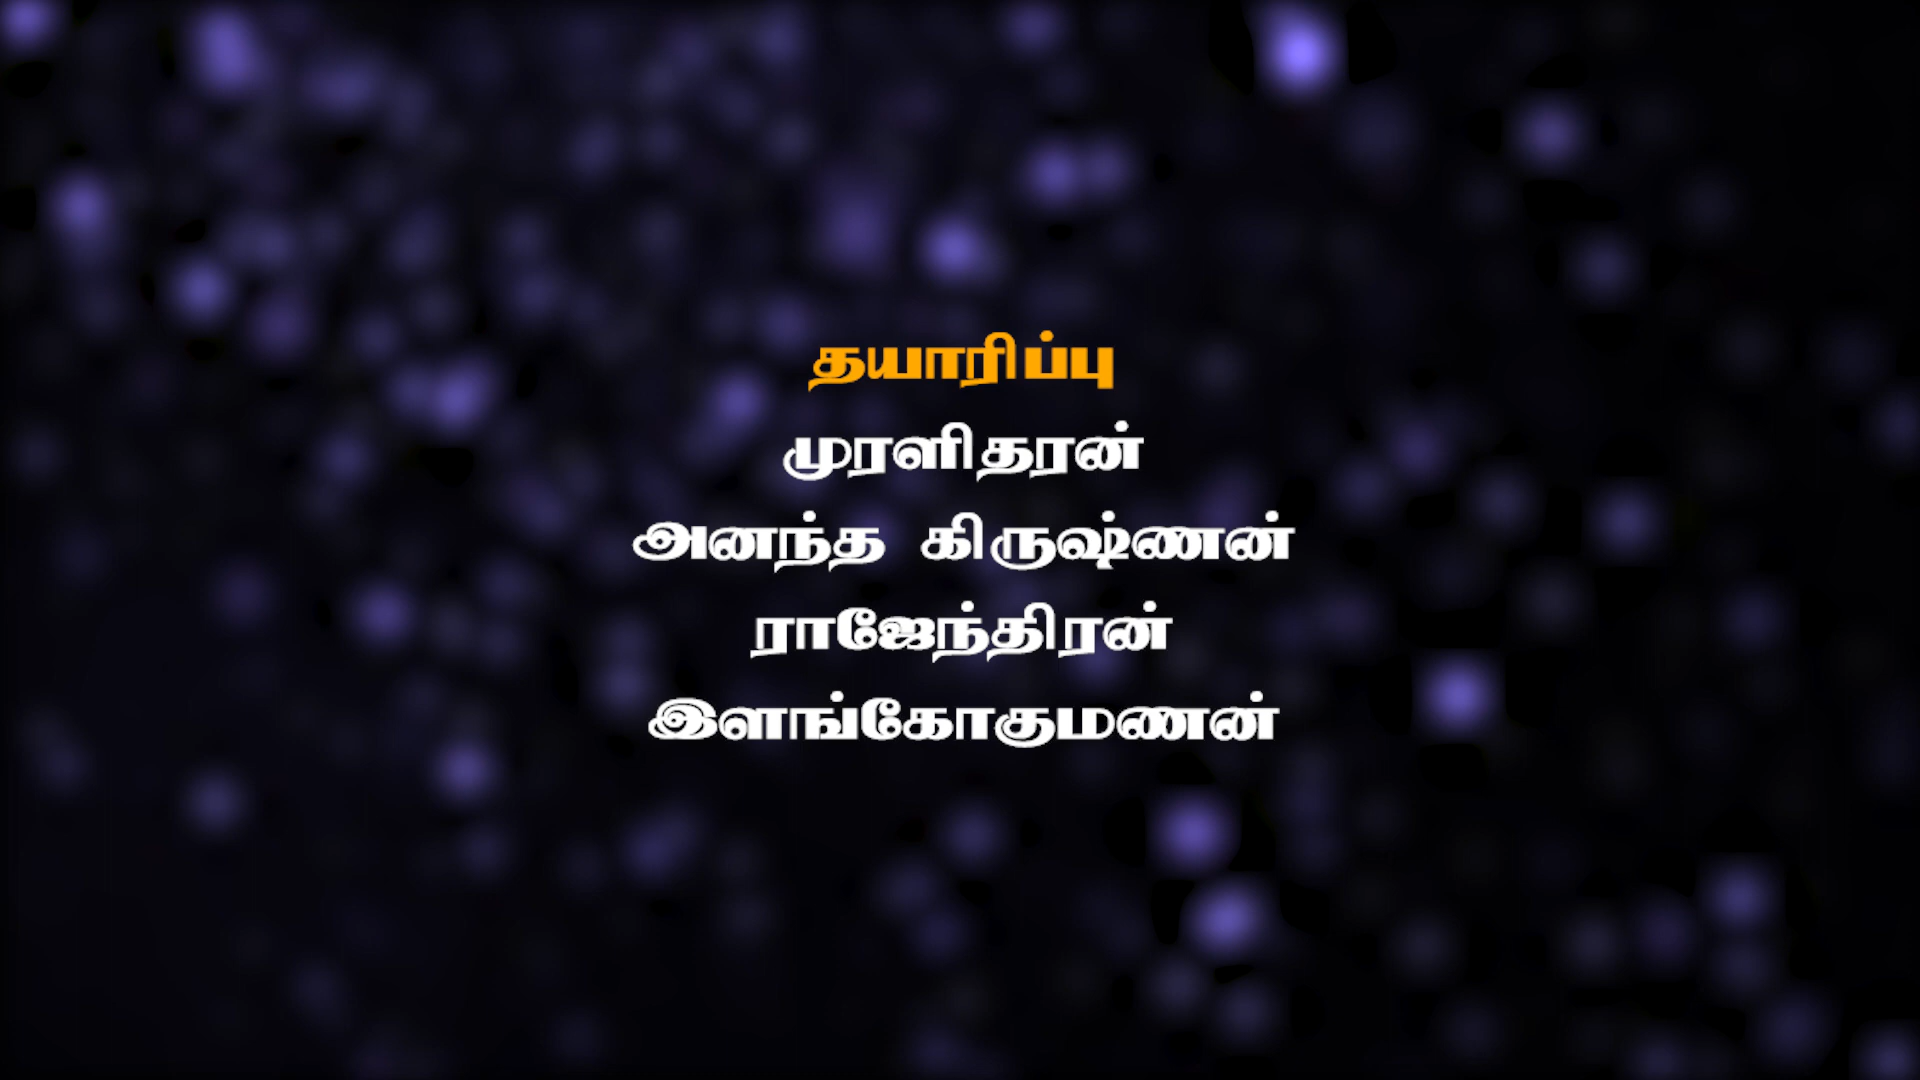 தயாரிப்பு
முரளிதரன்
அனந்த கிருஷ்ணன்
ராஜேந்திரன்
இளங்கோகுமணன்